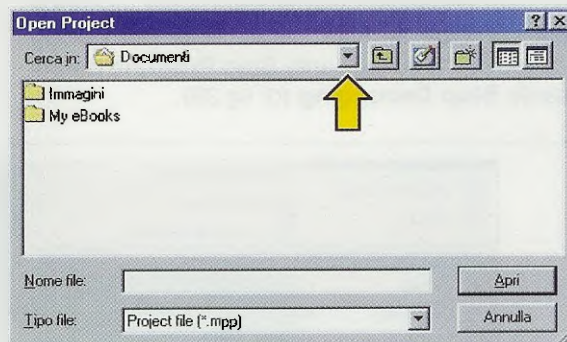 Open Project
Cerca in: Documenti
Immagini
My eBooks
Nome file:
Apri
Tipo file: Project file (*.mpp)
Annulla